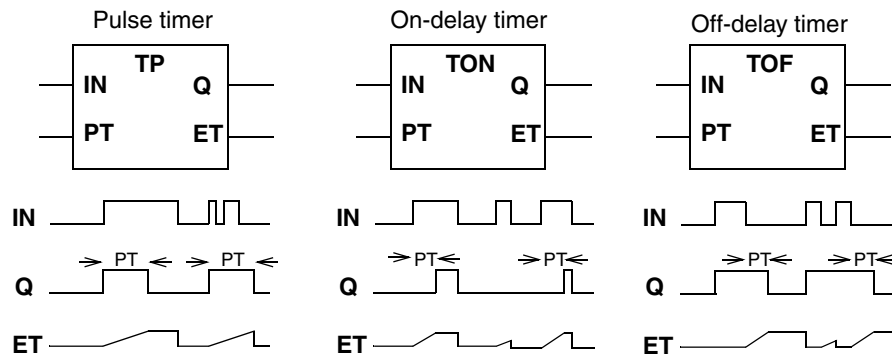 Pulse timer On-delay timer Off-delay timer
TP TON TOF
IN Q IN Q IN Q
PT ET PT ET PT ET
IN IN IN
PT PT PT PT PT PT
Q Q Q
ET ET ET